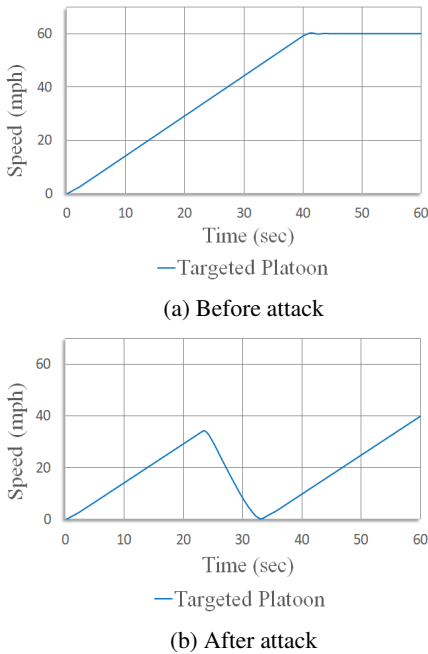 60
40
20
0
Speed (mph)
0 10 20 30 40 50 60
Time (sec)
Targeted Platoon
(a) Before attack
60
40
20
0
Speed (mph)
0 10 20 30 40 50 60
Time (sec)
Targeted Platoon
(b) After attack